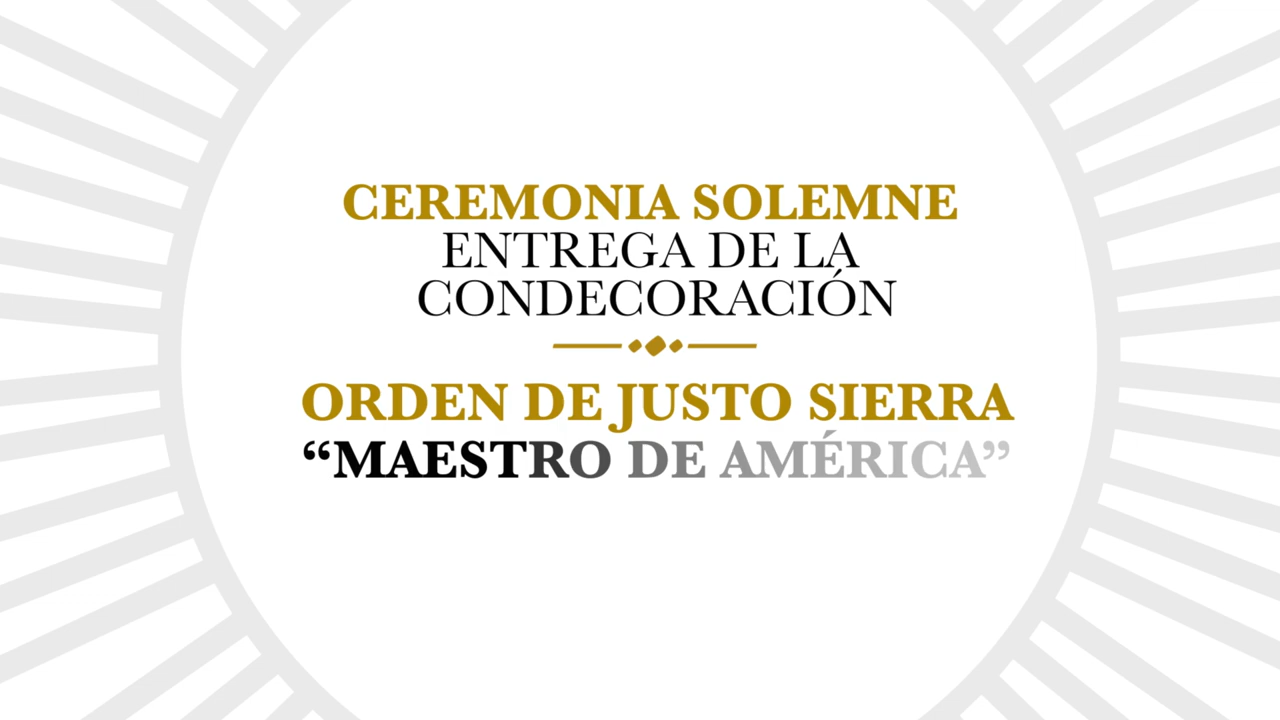 CEREMONIA SOLEMNE
ENTREGA DE LA
CONDECORACIÓN
ORDEN DE JUSTO SIERRA
“MAESTRO DE AMÉRICA”